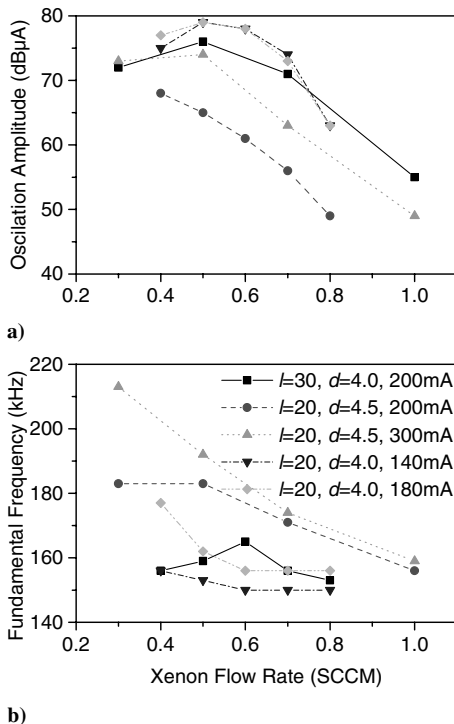 80
70
60
50
40
Oscilation Amplitude (dBµA)
0.2 0.4 0.6 0.8 1.0
a)
220
200
180
160
140
Fundamental Frequency (kHz)
l=30, d=4.0, 200mA
l=20, d=4.5, 200mA
l=20, d=4.5, 300mA
l=20, d=4.0, 140mA
l=20, d=4.0, 180mA
0.2 0.4 0.6 0.8 1.0
Xenon Flow Rate (SCCM)
b)